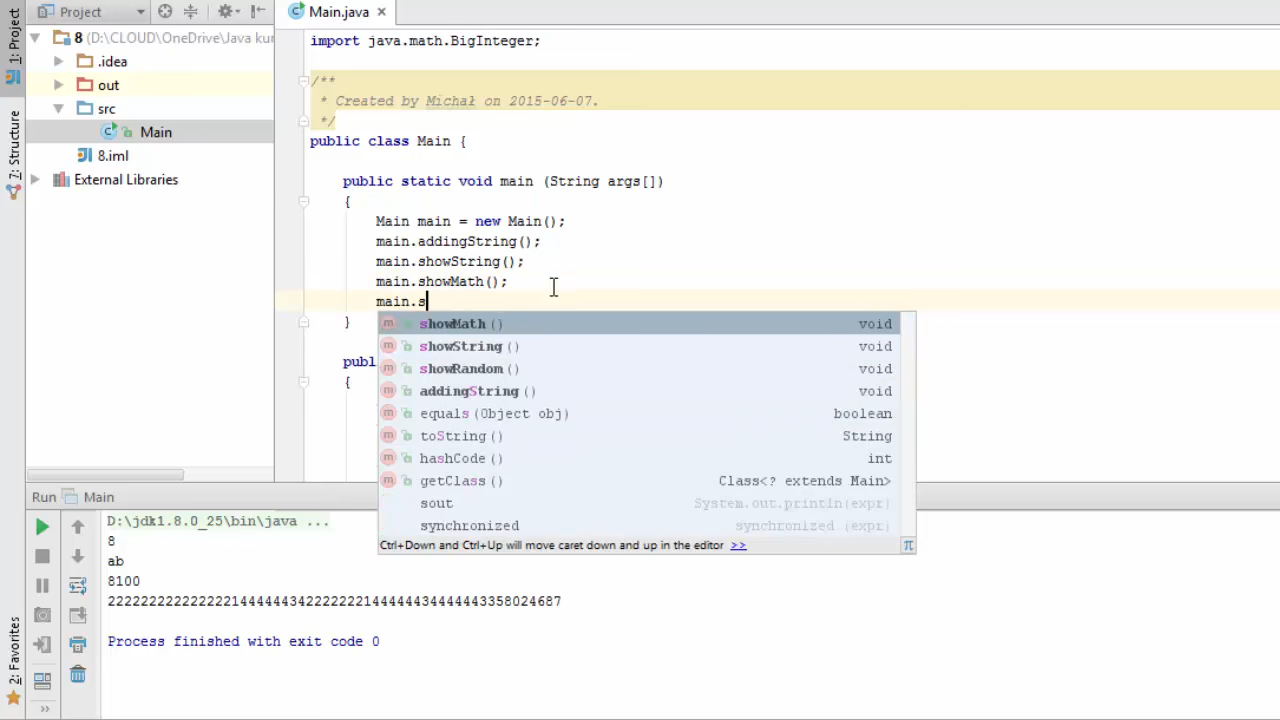 1: Project
7: Structure
2: Favorites
Project
Main.java
8 (D:\CLOUD\OneDrive\Java kur
.idea
out
src
Main
8.iml
External Libraries
import java.math.BigInteger;
/**
* Created by Michał on 2015-06-07.
*/
public class Main {
public static void main (String args[])
{
Main main = new Main();
main.addingString();
main.showString();
main.showMath();
main.s
}
publ
{
showMath() void
showString() void
showRandom() void
addingString() void
equals(Object obj) boolean
toString() String
hashCode() int
getClass() Class<? extends Main>
sout System.out.println(expr)
synchronized synchronized (expr)
Ctrl+Down and Ctrl+Up will move caret down and up in the editor >>
π
Run Main
D:\jdk1.8.0_25\bin\java ...
8
ab
8100
Process finished with exit code 0